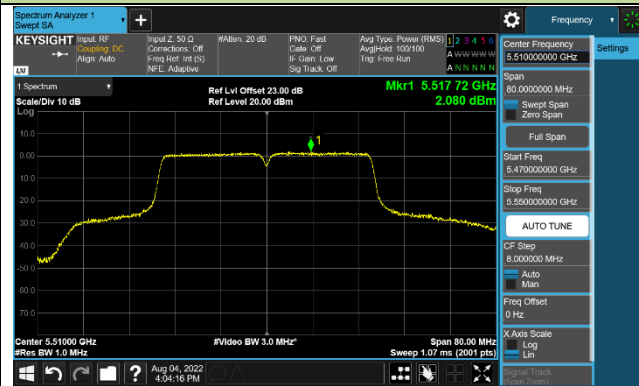 Spectrum Analyzer 1
Swept SA
Frequency
KEYSIGHT
Input: RF
Coupling: DC
Align: Auto
Input Z: 50 Ω
Corrections: Off
Freq Ref: Int (S)
NFE: Adaptive
#Atten: 20 dB
PNO: Fast
Gate: Off
IF Gain: Low
Sig Track: Off
Avg Type: Power (RMS)
Avg|Hold: 100/100
Trig: Free Run
1 2 3 4 5 6
A W W W W W
A N N N N N
LXI
1 Spectrum
Scale/Div 10 dB
Log
Ref Lvl Offset 23.00 dB
Ref Level 20.00 dBm
Mkr1 5.517 72 GHz
2.080 dBm
10.0
0.00
-10.0
-20.0
-30.0
-40.0
-50.0
-60.0
-70.0
1
Center 5.51000 GHz
#Res BW 1.0 MHz
#Video BW 3.0 MHz*
Span 80.00 MHz
Sweep 1.07 ms (2001 pts)
Aug 04, 2022
4:04:16 PM
Center Frequency
5.510000000 GHz
Span
80.0000000 MHz
Swept Span
Zero Span
Full Span
Start Freq
5.470000000 GHz
Stop Freq
5.550000000 GHz
AUTO TUNE
CF Step
8.000000 MHz
Auto
Man
Freq Offset
0 Hz
X Axis Scale
Log
Lin
Signal Track
(Span Zoom)
Settings